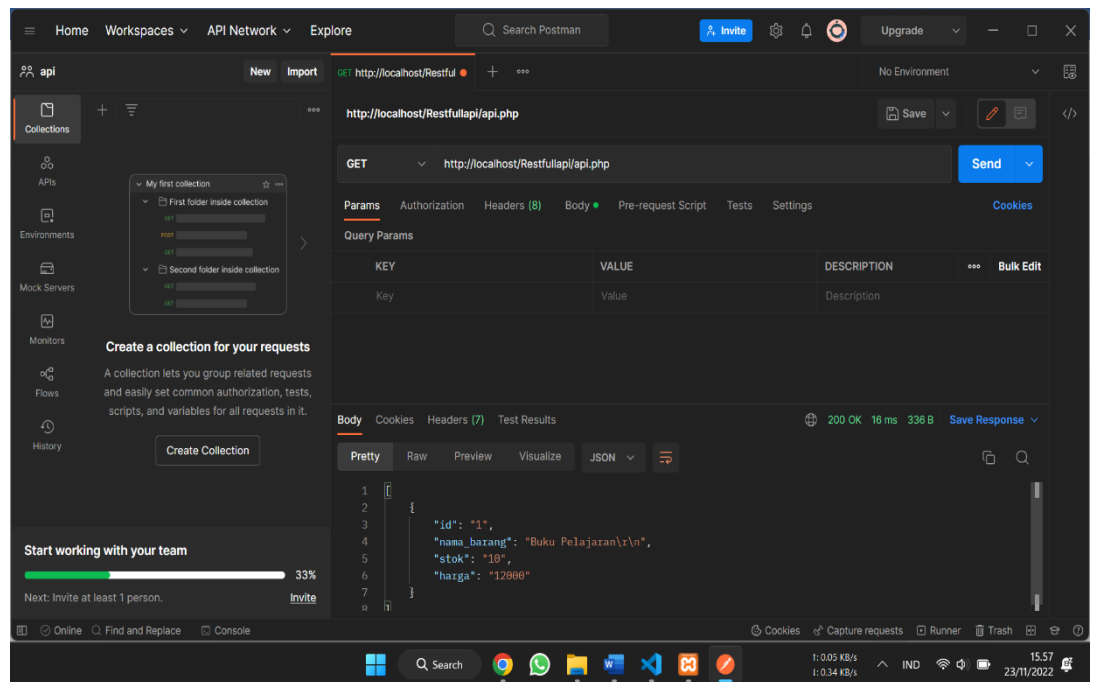 Home Workspaces API Network Explore Search Postman Invite Upgrade
api New Import GET http://localhost/Restful No Environment
Collections
APIs
Environments
Mock Servers
Monitors
Flows
History
My first collection
First folder inside collection
GET
POST
GET
Second folder inside collection
GET
GET
Create a collection for your requests
A collection lets you group related requests
and easily set common authorization, tests,
scripts, and variables for all requests in it.
Create Collection
Start working with your team
33%
Next: Invite at least 1 person. Invite
http://localhost/Restfullapi/api.php Save
GET http://localhost/Restfullapi/api.php Send
Params Authorization Headers (8) Body Pre-request Script Tests Settings Cookies
Query Params
KEY VALUE DESCRIPTION Bulk Edit
Key Value Description
Body Cookies Headers (7) Test Results 200 OK 16 ms 336 B Save Response
Pretty Raw Preview Visualize JSON
1 [
2 {
3 "id": "1",
4 "nama_barang": "Buku Pelajaran\r\n",
5 "stok": "10",
6 "harga": "12000"
7 }
8 ]
Online Find and Replace Console Cookies Capture requests Runner Trash
Search
1: 0.05 KB/s
1: 0.34 KB/s
IND
15.57
23/11/2022